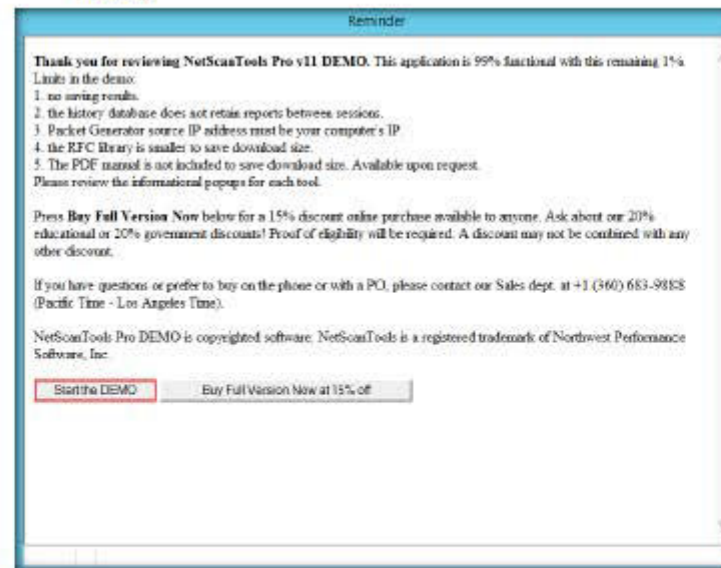 Reminder
Thank you for reviewing NetScanTools Pro v11 DEMO. This application is 99% functional with this remaining 1%
Limits in the demo:
1. no saving results.
2. the history database does not retain reports between sessions.
3. Packet Generator source IP address must be your computer's IP
4. the RFC library is smaller to save download size.
5. The PDF manual is not included to save download size. Available upon request.
Please review the informational popups for each tool.
Press Buy Full Version Now below for a 15% discount online purchase available to anyone. Ask about our 20%
educational or 20% government discounts! Proof of eligibility will be required. A discount may not be combined with any
other discount.
If you have questions or prefer to buy on the phone or with a PO, please contact our Sales dept. at +1 (360) 683-9888
(Pacific Time - Los Angeles Time).
NetScanTools Pro DEMO is copyrighted software. NetScanTools is a registered trademark of Northwest Performance
Software, Inc.
Start the DEMO
Buy Full Version Now at 15% off